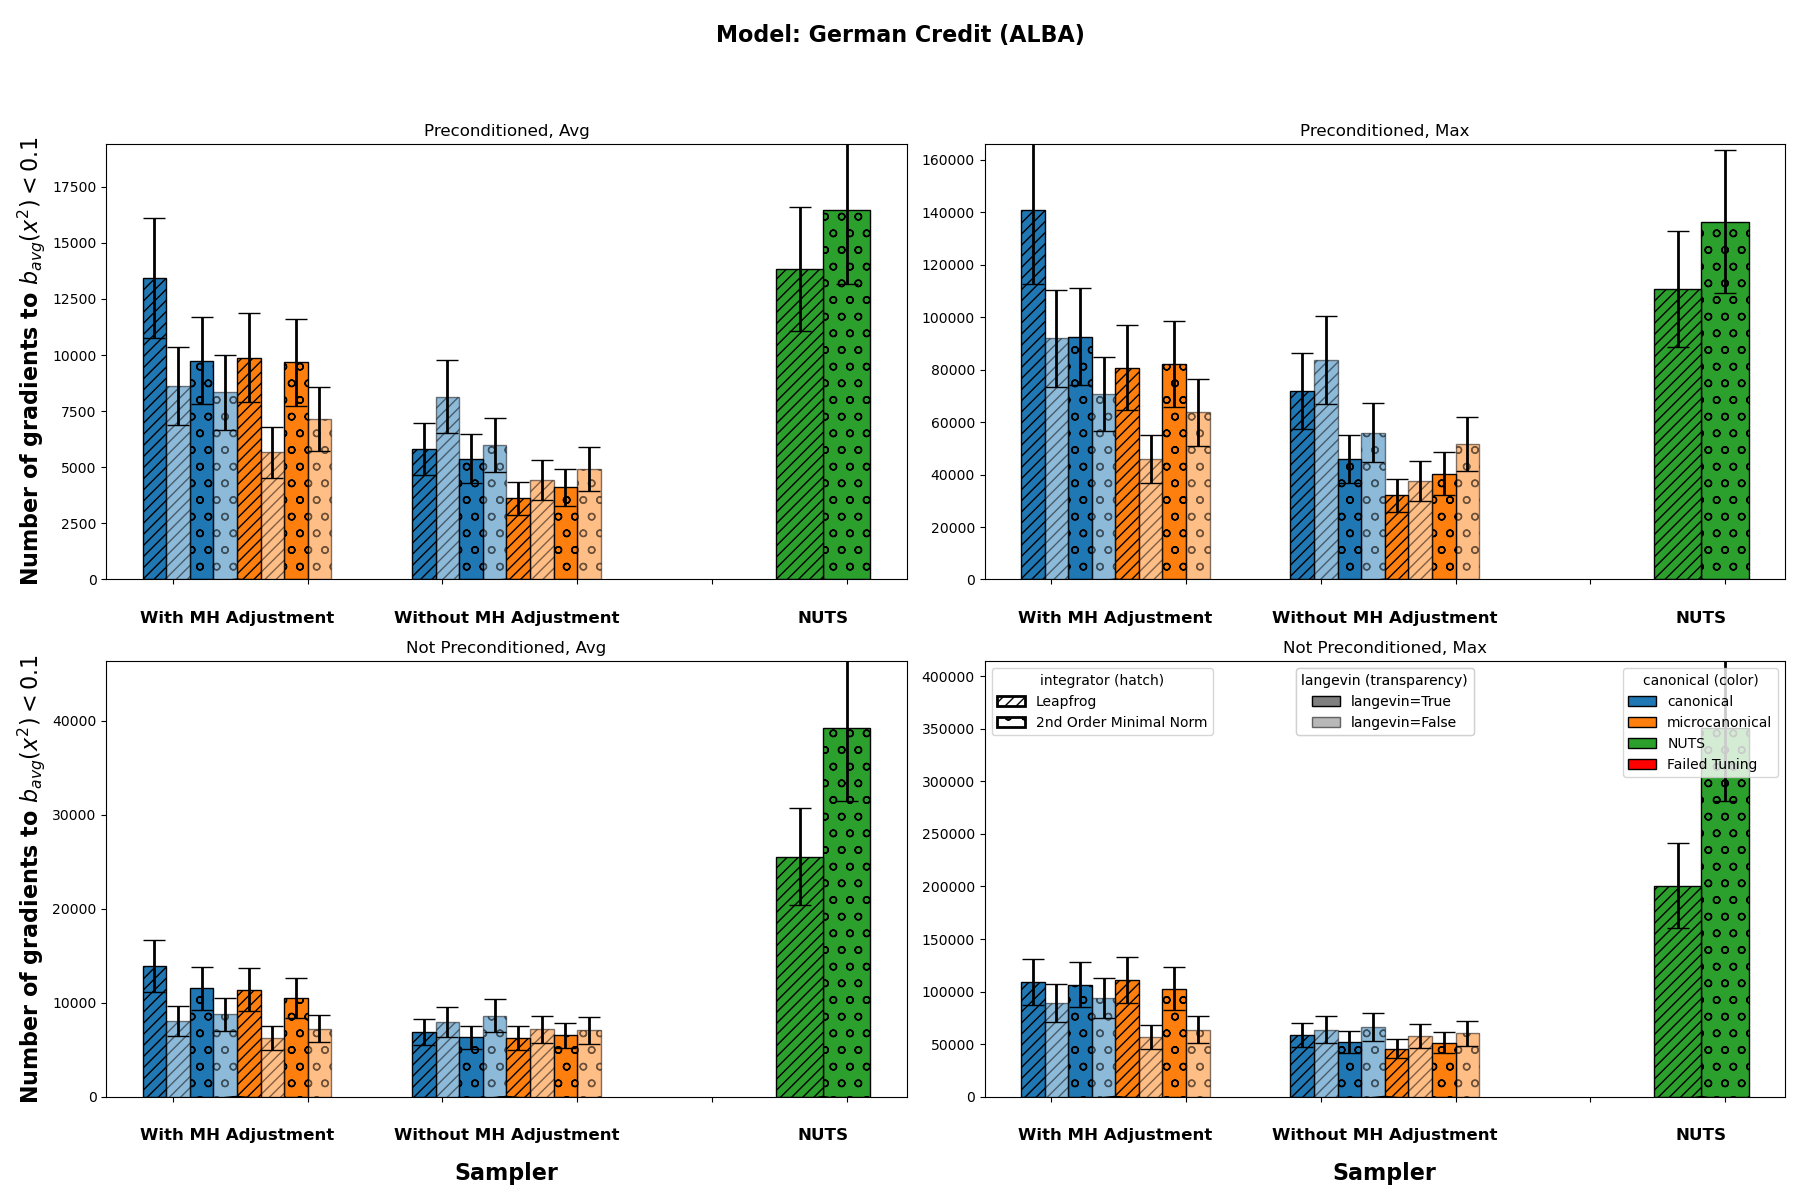 Model: German Credit (ALBA)
Preconditioned, Avg
Number of gradients to b_avg(x²) < 0.1
17500
15000
12500
10000
7500
5000
2500
0
With MH Adjustment
Without MH Adjustment
NUTS
Preconditioned, Max
160000
140000
120000
100000
80000
60000
40000
20000
0
With MH Adjustment
Without MH Adjustment
NUTS
Not Preconditioned, Avg
Number of gradients to b_avg(x²) < 0.1
40000
30000
20000
10000
0
With MH Adjustment
Without MH Adjustment
NUTS
Sampler
Not Preconditioned, Max
400000
350000
300000
250000
200000
150000
100000
50000
0
integrator (hatch)
Leapfrog
2nd Order Minimal Norm
langevin (transparency)
langevin=True
langevin=False
canonical (color)
canonical
microcanonical
NUTS
Failed Tuning
With MH Adjustment
Without MH Adjustment
NUTS
Sampler